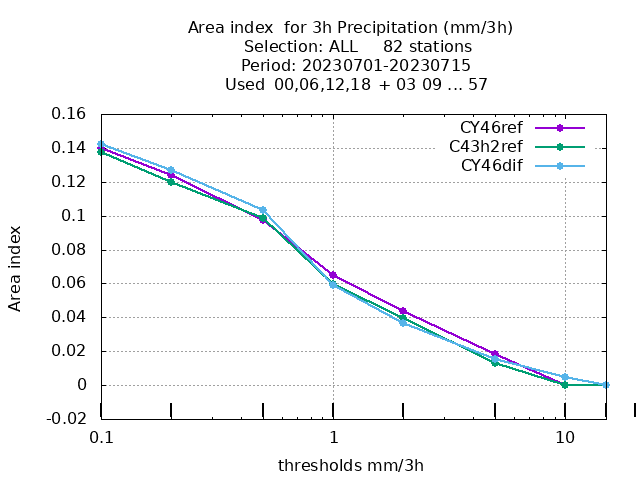 Area index  for 3h Precipitation (mm/3h)
Selection: ALL     82 stations
Period: 20230701-20230715
Used  00,06,12,18 + 03 09 ... 57
0.16
0.14
0.12
0.1
0.08
0.06
0.04
0.02
0
-0.02
Area index
CY46ref
C43h2ref
CY46dif
0.1
1
10
thresholds mm/3h